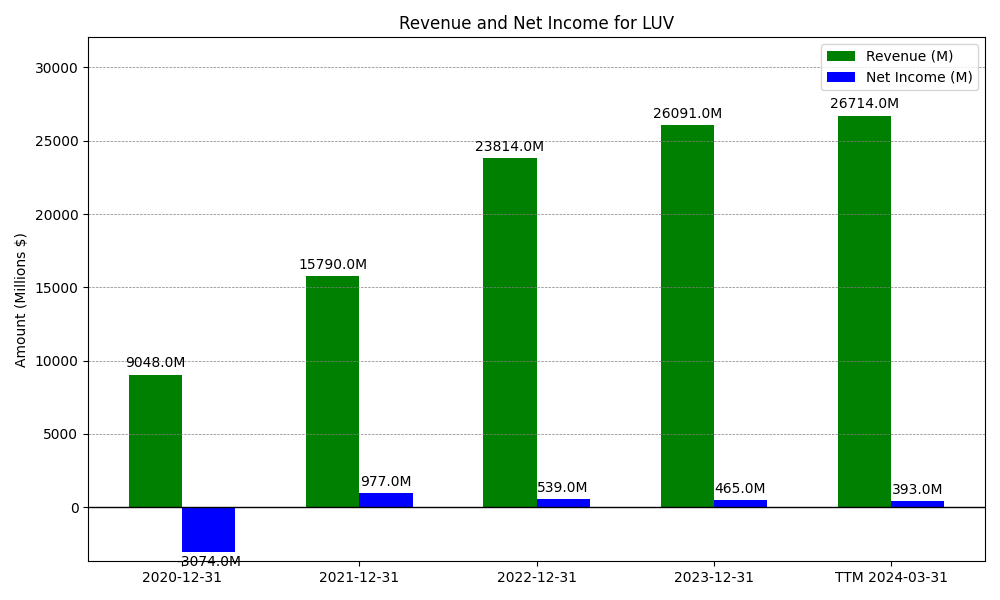 Revenue and Net Income for LUV
Revenue (M)
Net Income (M)
Amount (Millions $)
30000
25000
20000
15000
10000
5000
0
9048.0M
15790.0M
23814.0M
26091.0M
26714.0M
-3074.0M
977.0M
539.0M
465.0M
393.0M
2020-12-31
2021-12-31
2022-12-31
2023-12-31
TTM 2024-03-31